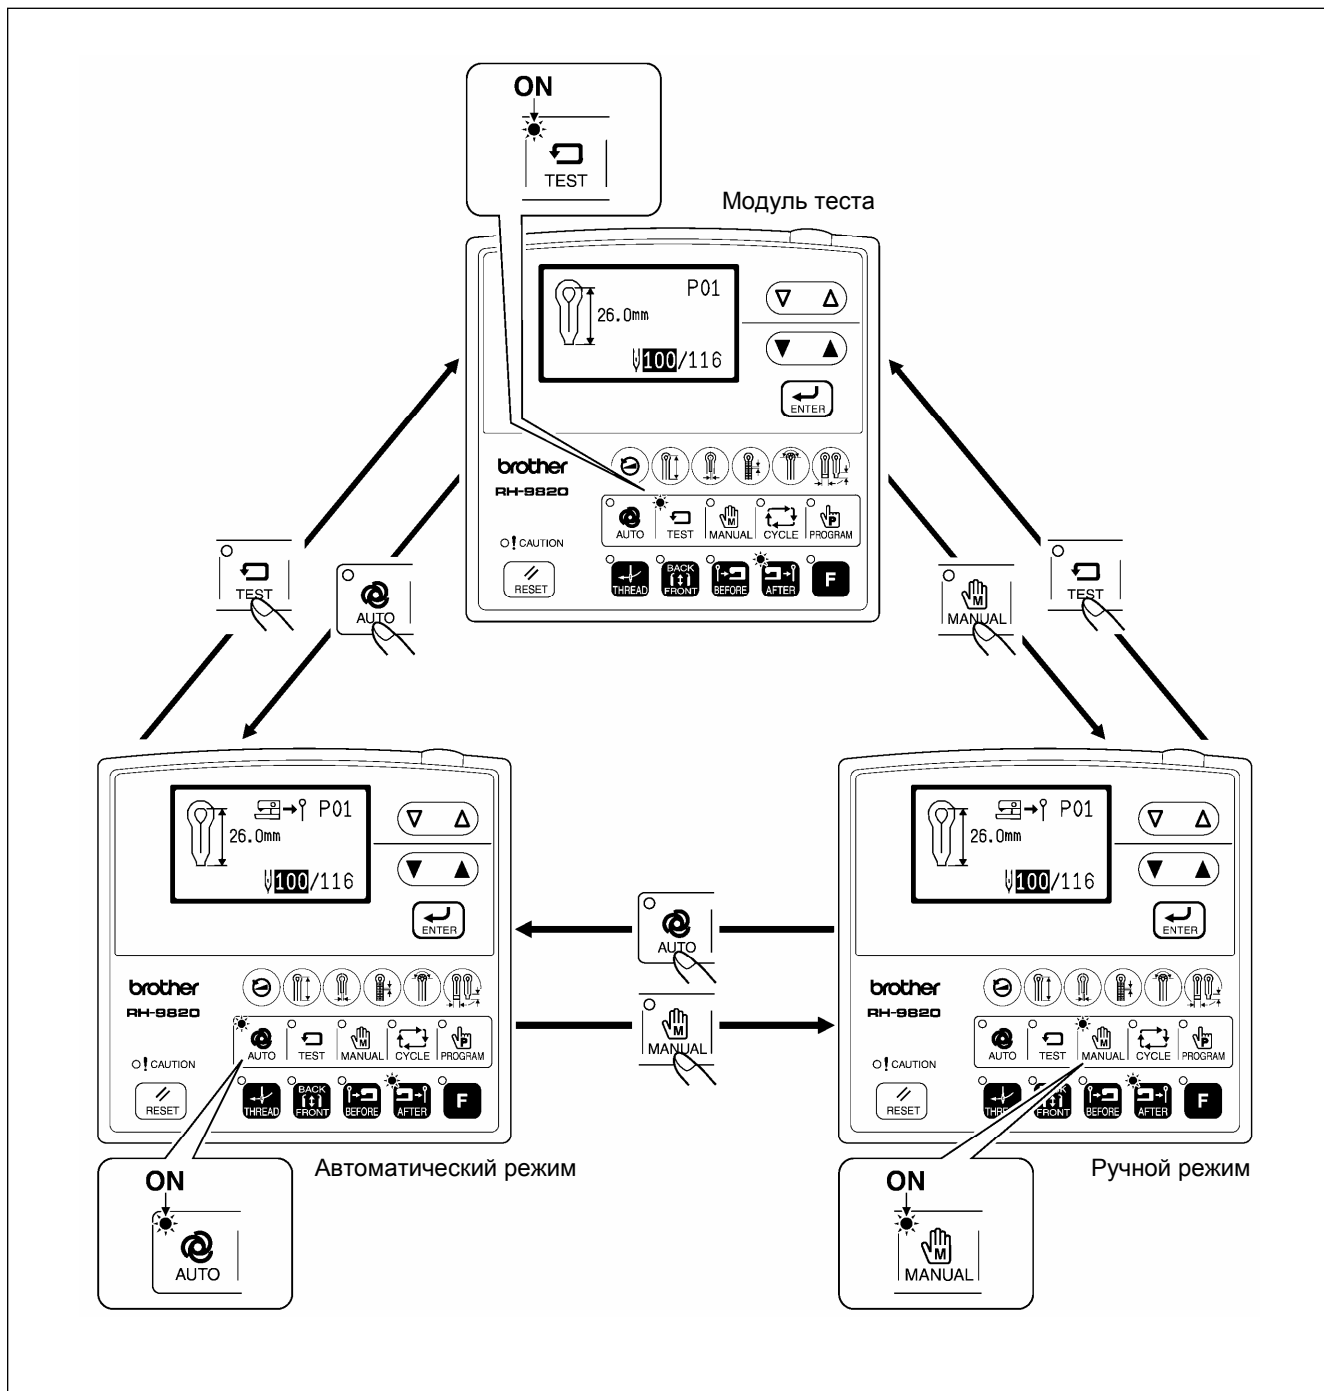 ON
TEST
Модуль теста
P01
26.0mm
100/116
ENTER
brother
RH-9820
AUTO TEST MANUAL CYCLE PROGRAM
CAUTION
RESET
THREAD BACK FRONT BEFORE AFTER F
TEST
AUTO
MANUAL
TEST
P01
26.0mm
100/116
ENTER
brother
RH-9820
AUTO TEST MANUAL CYCLE PROGRAM
CAUTION
RESET
THREAD BACK FRONT BEFORE AFTER F
Автоматический режим
ON
AUTO
AUTO
MANUAL
P01
26.0mm
100/116
ENTER
brother
RH-9820
AUTO TEST MANUAL CYCLE PROGRAM
CAUTION
RESET
FRONT BEFORE AFTER F
Ручной режим
ON
MANUAL